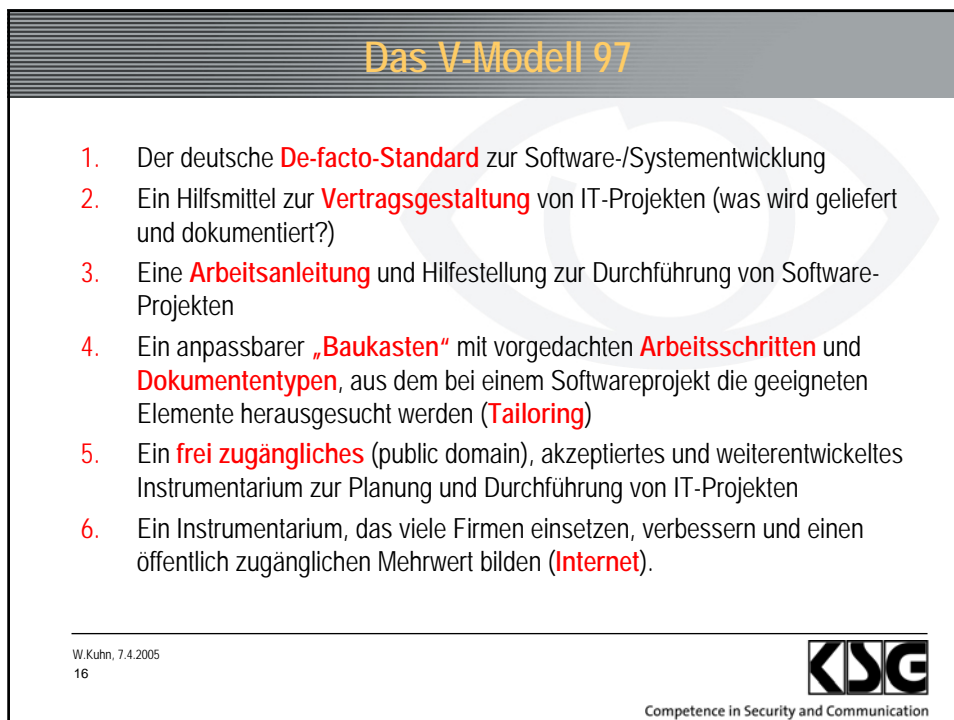 Das V-Modell 97
1. Der deutsche De-facto-Standard zur Software-/Systementwicklung
2. Ein Hilfsmittel zur Vertragsgestaltung von IT-Projekten (was wird geliefert
und dokumentiert?)
3. Eine Arbeitsanleitung und Hilfestellung zur Durchführung von Software-
Projekten
4. Ein anpassbarer „Baukasten“ mit vorgedachten Arbeitsschritten und
Dokumententypen, aus dem bei einem Softwareprojekt die geeigneten
Elemente herausgesucht werden (Tailoring)
5. Ein frei zugängliches (public domain), akzeptiertes und weiterentwickeltes
Instrumentarium zur Planung und Durchführung von IT-Projekten
6. Ein Instrumentarium, das viele Firmen einsetzen, verbessern und einen
öffentlich zugänglichen Mehrwert bilden (Internet).
W.Kuhn, 7.4.2005
16
KSG
Competence in Security and Communication